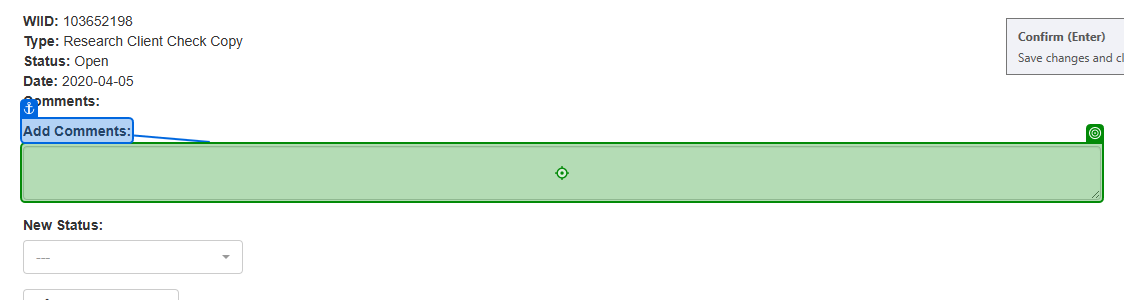 WIID: 103652198
Type: Research Client Check Copy
Status: Open
Date: 2020-04-05
Comments:
Add Comments:
New Status:
---
Confirm (Enter)
Save changes and cl